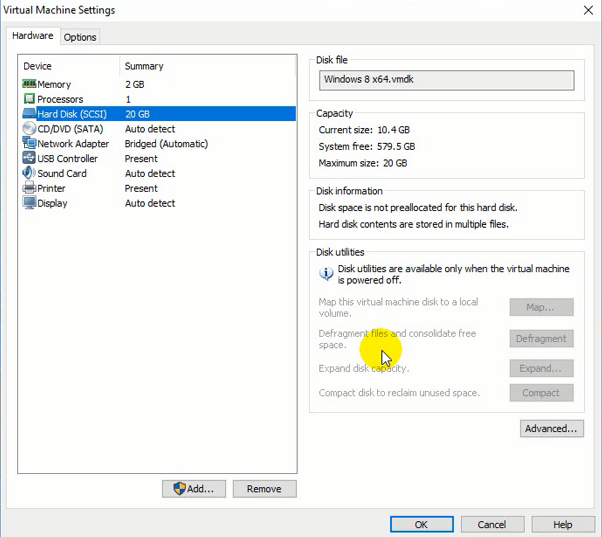 Virtual Machine Settings
Hardware
Options
Device Summary
Memory 2 GB
Processors 1
Hard Disk (SCSI) 20 GB
CD/DVD (SATA) Auto detect
Network Adapter Bridged (Automatic)
USB Controller Present
Sound Card Auto detect
Printer Present
Display Auto detect
Add...
Remove
Disk file
Windows 8 x64.vmdk
Capacity
Current size: 10.4 GB
System free: 579.5 GB
Maximum size: 20 GB
Disk information
Disk space is not preallocated for this hard disk.
Hard disk contents are stored in multiple files.
Disk utilities
Disk utilities are available only when the virtual machine
is powered off.
Map this virtual machine disk to a local
volume.
Map...
Defragment files and consolidate free
space.
Defragment
Expand disk capacity.
Expand...
Compact disk to reclaim unused space.
Compact
Advanced...
OK
Cancel
Help